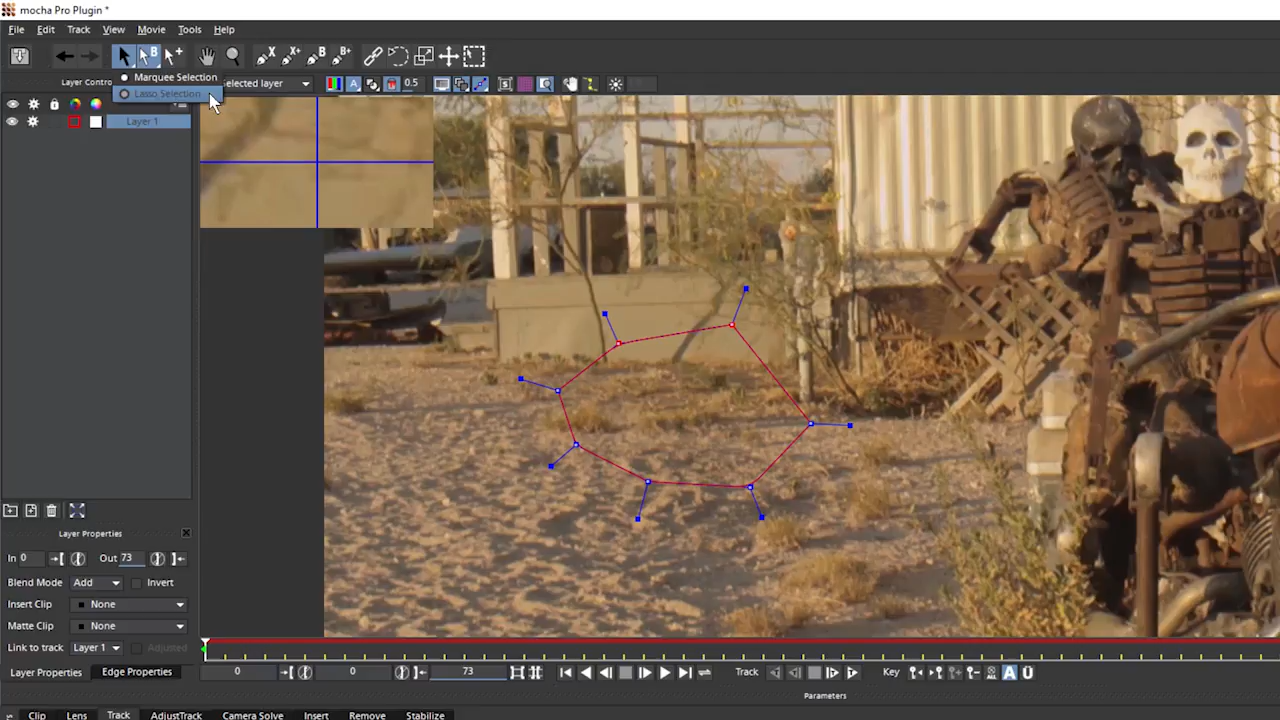 mocha Pro Plugin *
File Edit Track View Movie Tools Help
Marquee Selection
Lasso Selection
Layer Contro
elected layer
A
0.5
Layer 1
Layer Properties
In 0 Out 73
Blend Mode Add Invert
Insert Clip None
Matte Clip None
Link to track Layer 1 Adjusted
Layer Properties Edge Properties
0 0 73 Track Key A Ü
Parameters
s Clip Lens Track AdjustTrack Camera Solve Insert Remove Stabilize